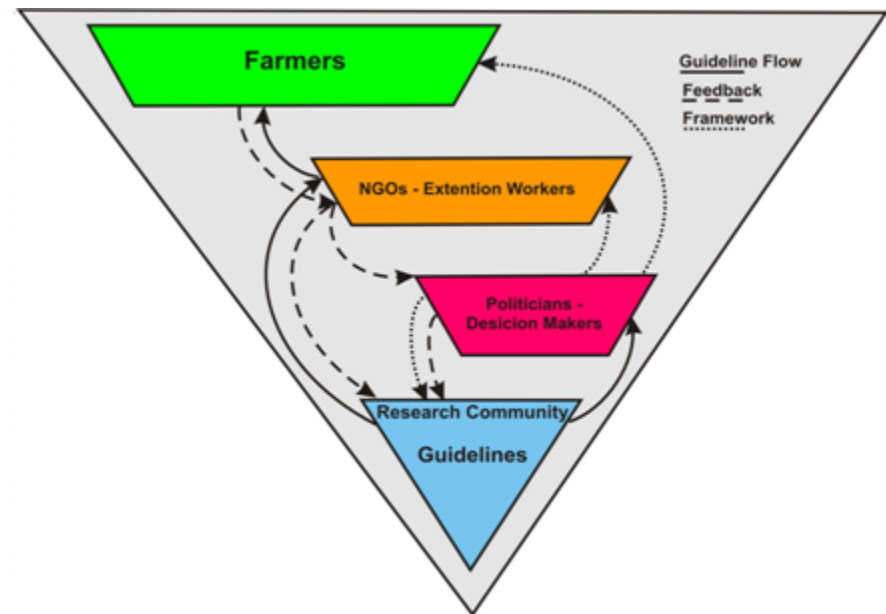 Farmers
Guideline Flow
Feedback
Framework
NGOs - Extention Workers
Politicians -
Desicion Makers
Research Community
Guidelines